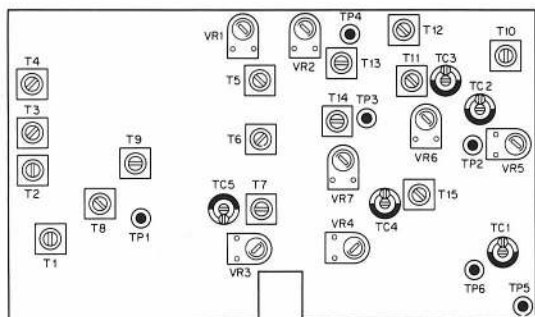 TP4
T12
VR1
VR2
T10
T4
T13
TC3
T11
T5
TC2
T3
T14
TP3
T9
T6
VR6
TP2
VR5
T2
VR7
TC5
T7
T15
T8
TP1
TC4
VR4
TC1
T1
VR3
TP6
TP5